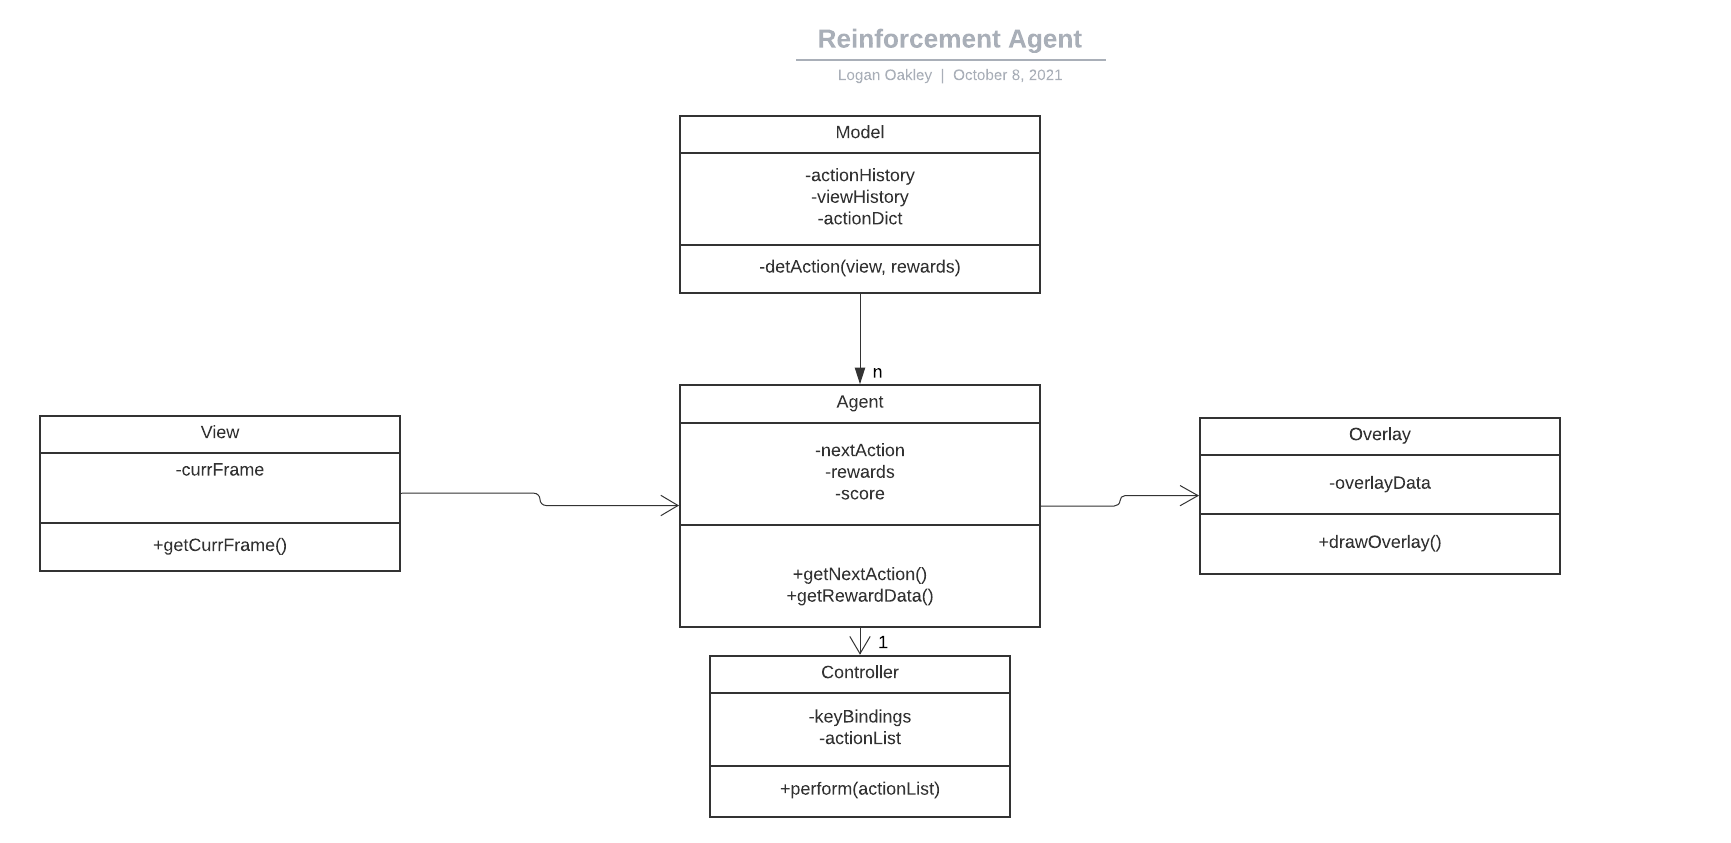 Reinforcement Agent
Logan Oakley | October 8, 2021
Model
-actionHistory
-viewHistory
-actionDict
-detAction(view, rewards)
n
View
-currFrame
+getCurrFrame()
Agent
-nextAction
-rewards
-score
+getNextAction()
+getRewardData()
Overlay
-overlayData
+drawOverlay()
1
Controller
-keyBindings
-actionList
+perform(actionList)